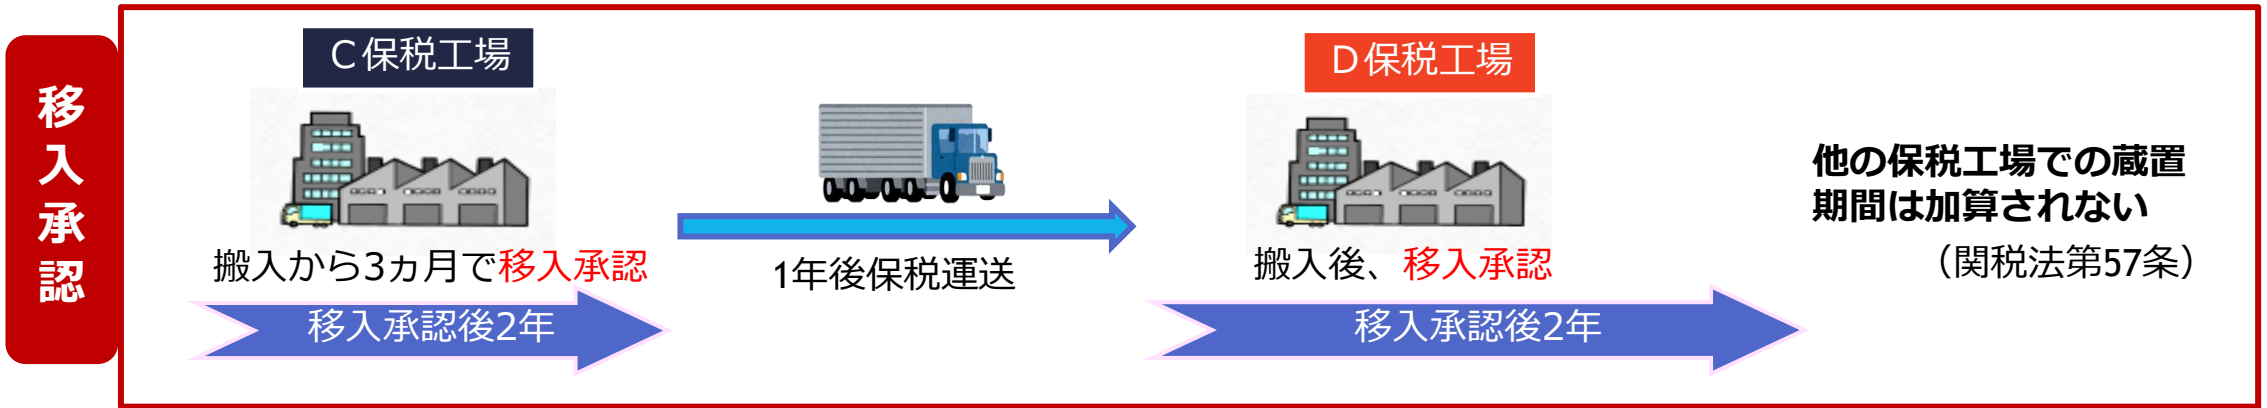 移入承認
C保税工場
搬入から3ヵ月で移入承認
移入承認後2年
1年後保税運送
D保税工場
搬入後、移入承認
移入承認後2年
他の保税工場での蔵置
期間は加算されない
（関税法第57条）